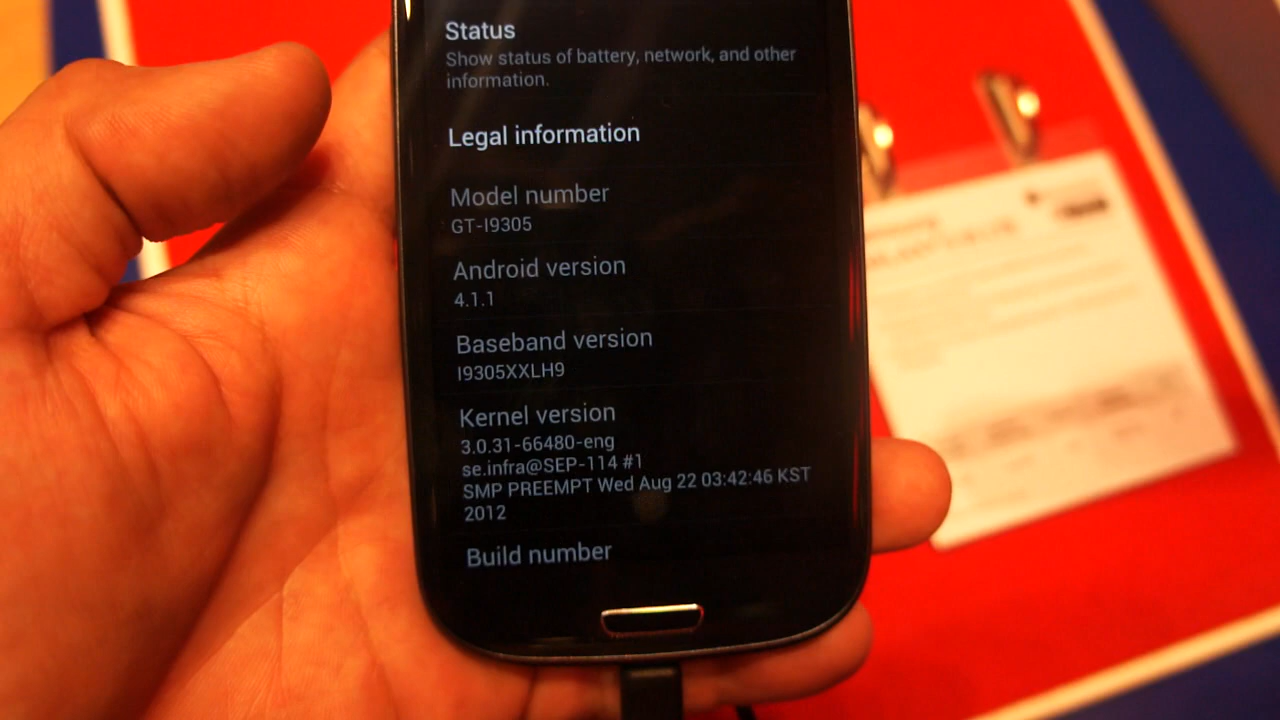 Status
Show status of battery, network, and other
information.
Legal information
Model number
GT-I9305
Android version
4.1.1
Baseband version
I9305XXLH9
Kernel version
3.0.31-66480-eng
se.infra@SEP-114 #1
SMP PREEMPT Wed Aug 22 03:42:46 KST
2012
Build number